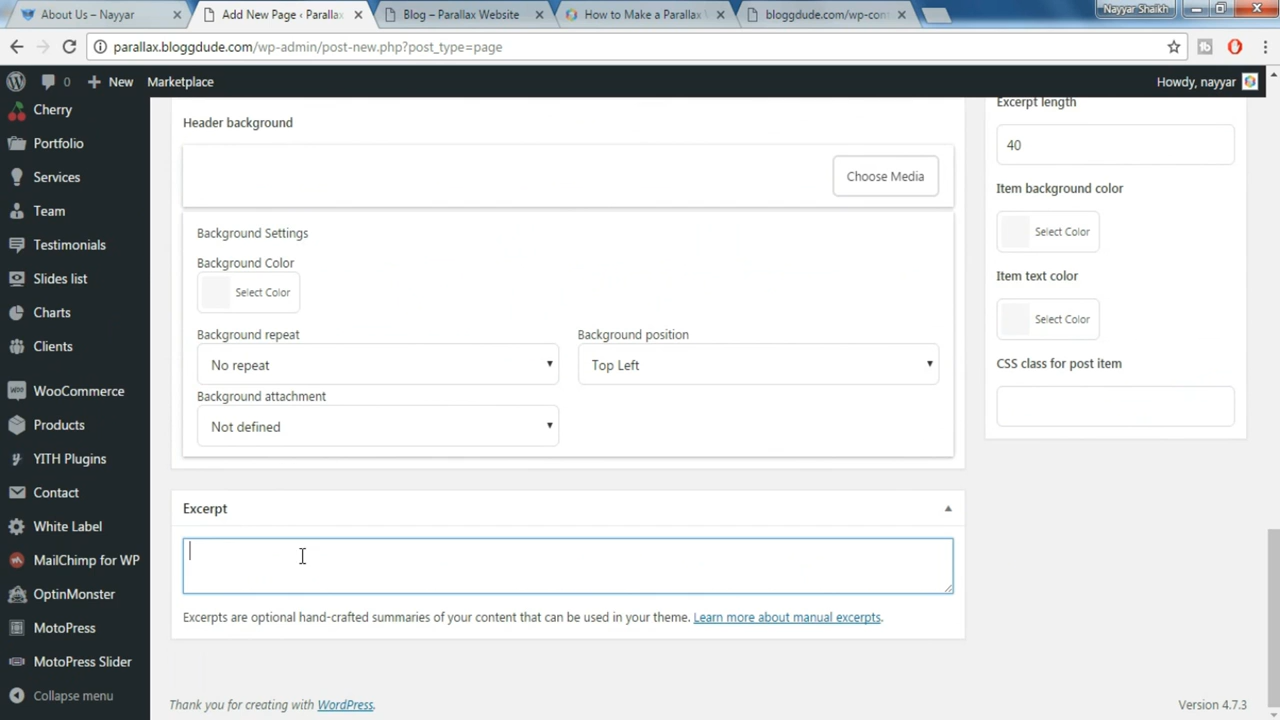 About Us – Nayyar
Add New Page ‹ Parallax
Blog – Parallax Website
How to Make a Parallax
bloggdude.com/wp-con
Nayyar Shaikh
parallax.bloggdude.com/wp-admin/post-new.php?post_type=page
0
New
Marketplace
Howdy, nayyar
Cherry
Portfolio
Services
Team
Testimonials
Slides list
Charts
Clients
WooCommerce
Products
YITH Plugins
Contact
White Label
MailChimp for WP
OptinMonster
MotoPress
MotoPress Slider
Collapse menu
Header background
Choose Media
Background Settings
Background Color
Select Color
Background repeat
Background position
No repeat
Top Left
Background attachment
Not defined
Excerpt
Excerpts are optional hand-crafted summaries of your content that can be used in your theme. Learn more about manual excerpts.
Excerpt length
40
Item background color
Select Color
Item text color
Select Color
CSS class for post item
Thank you for creating with WordPress.
Version 4.7.3